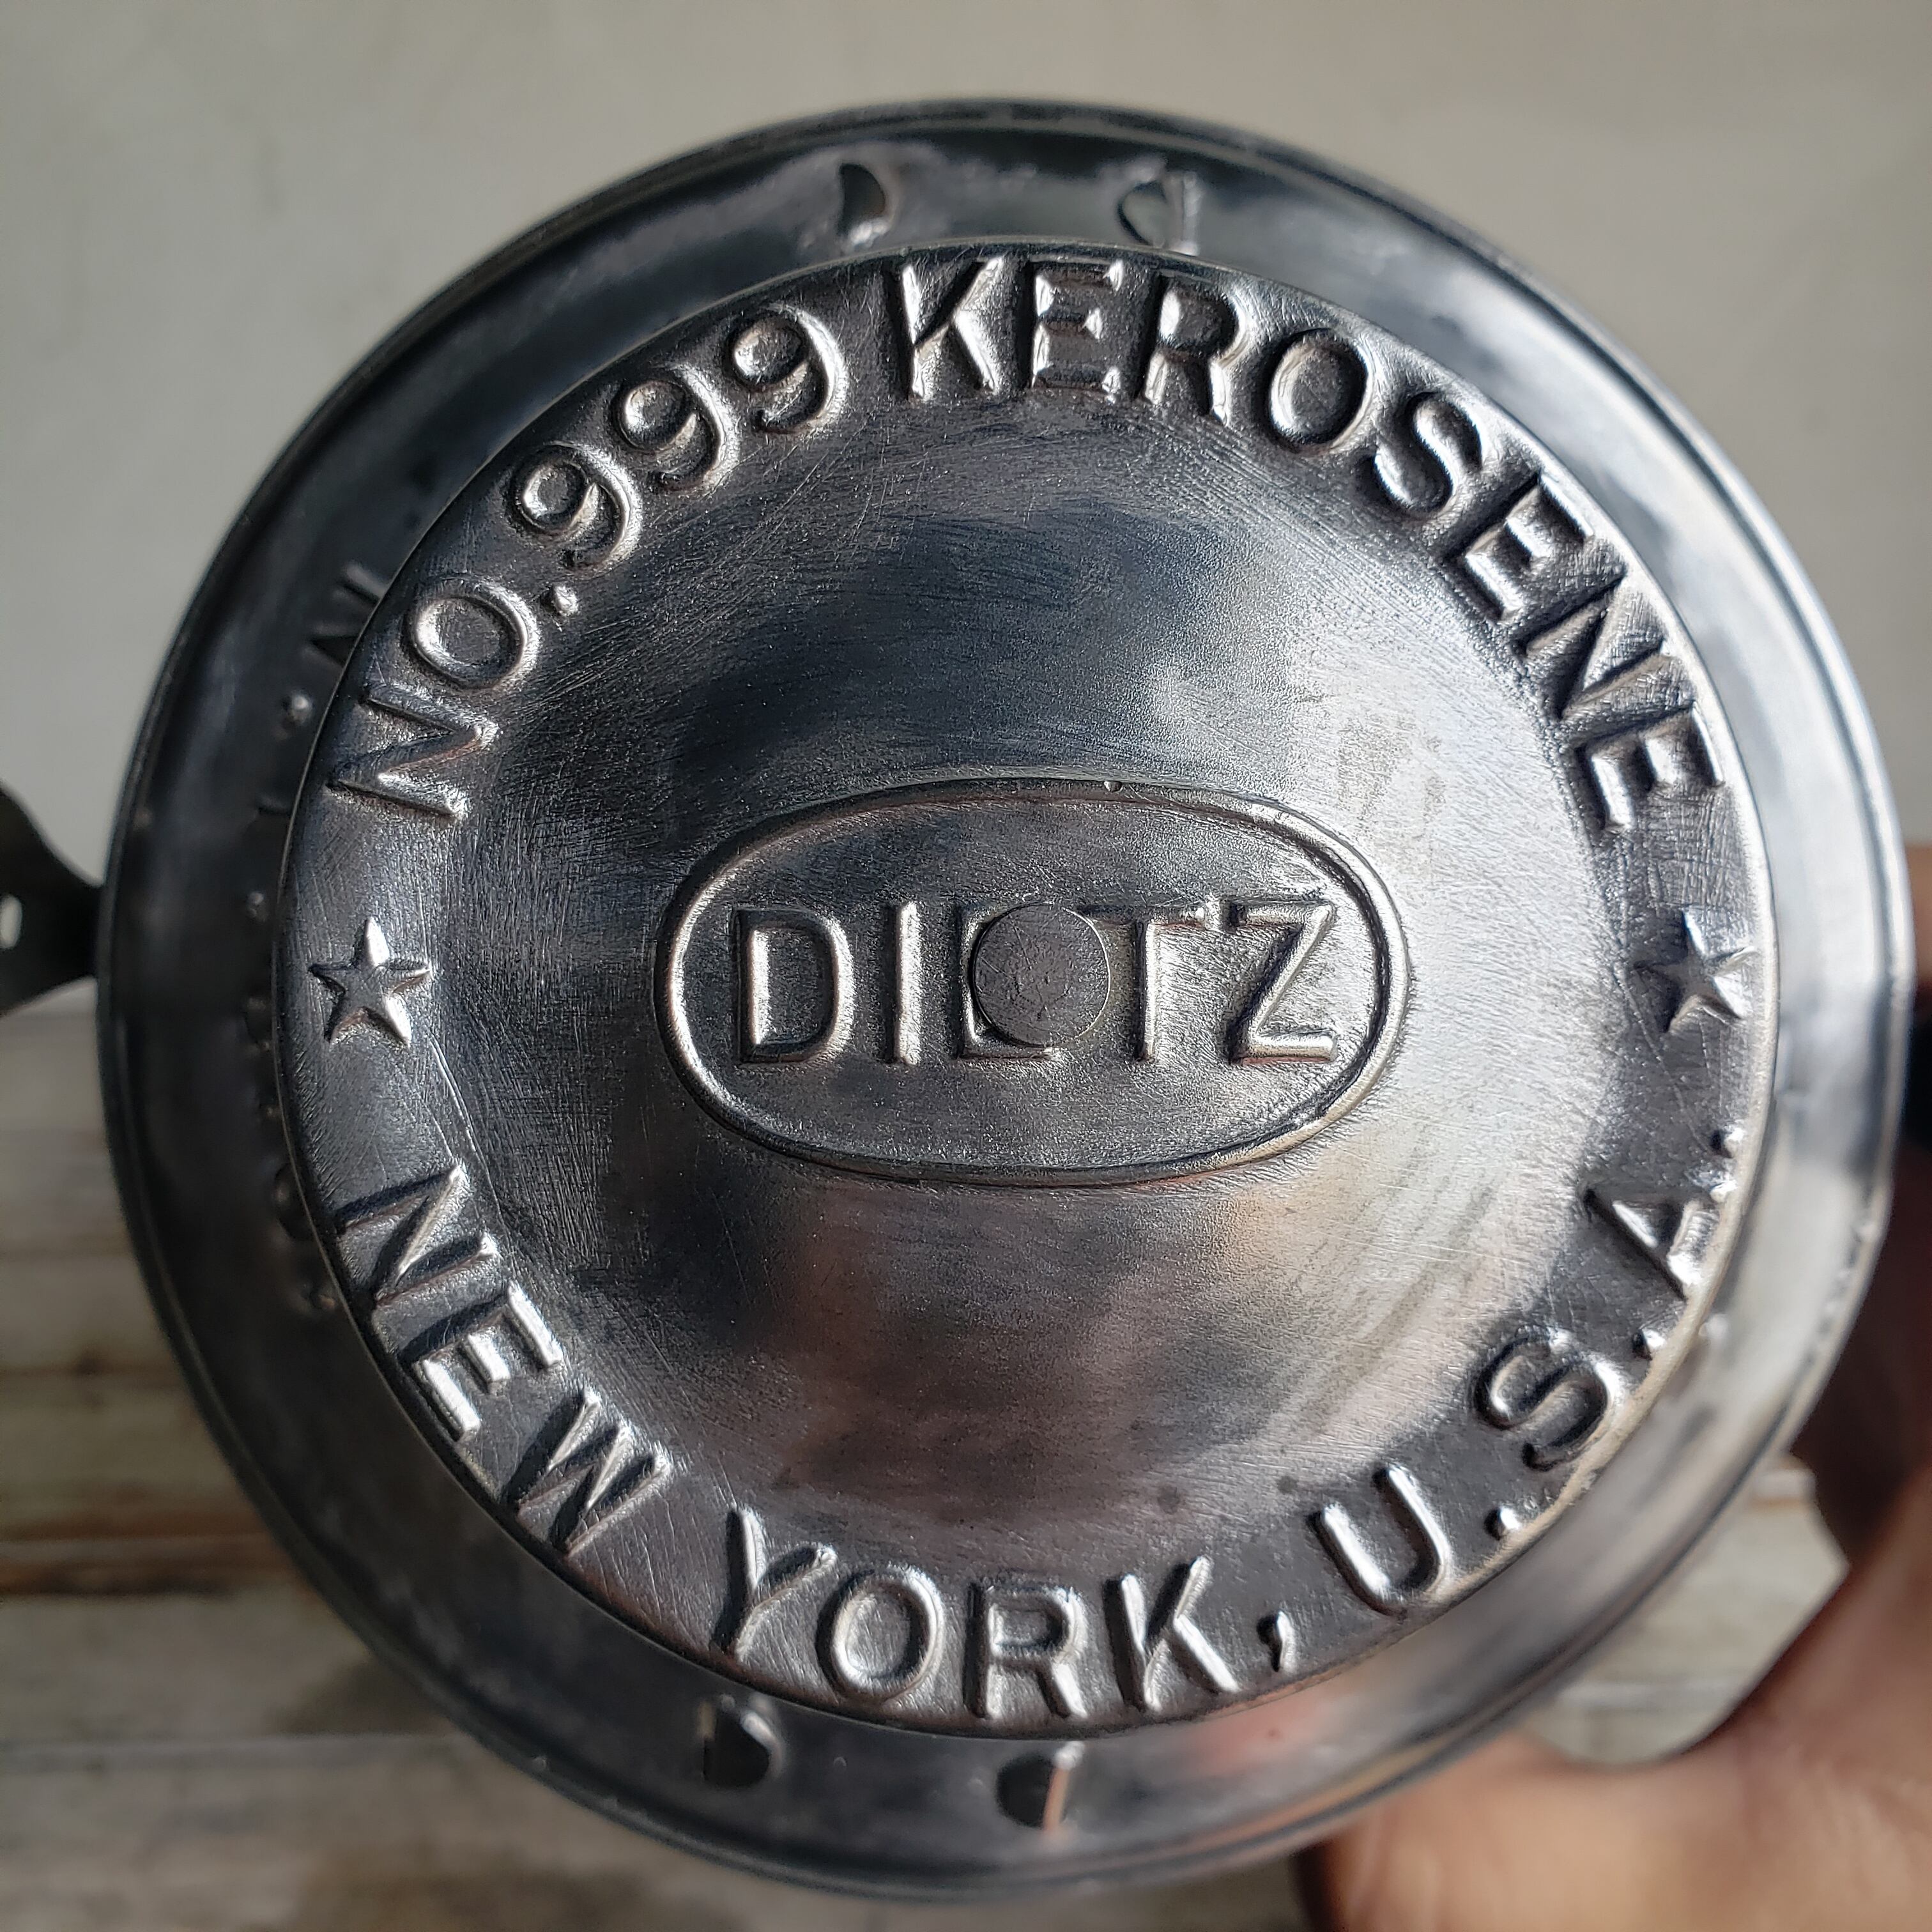 NO.999 KEROSENE
DIETZ
NEW YORK, U.S.A.